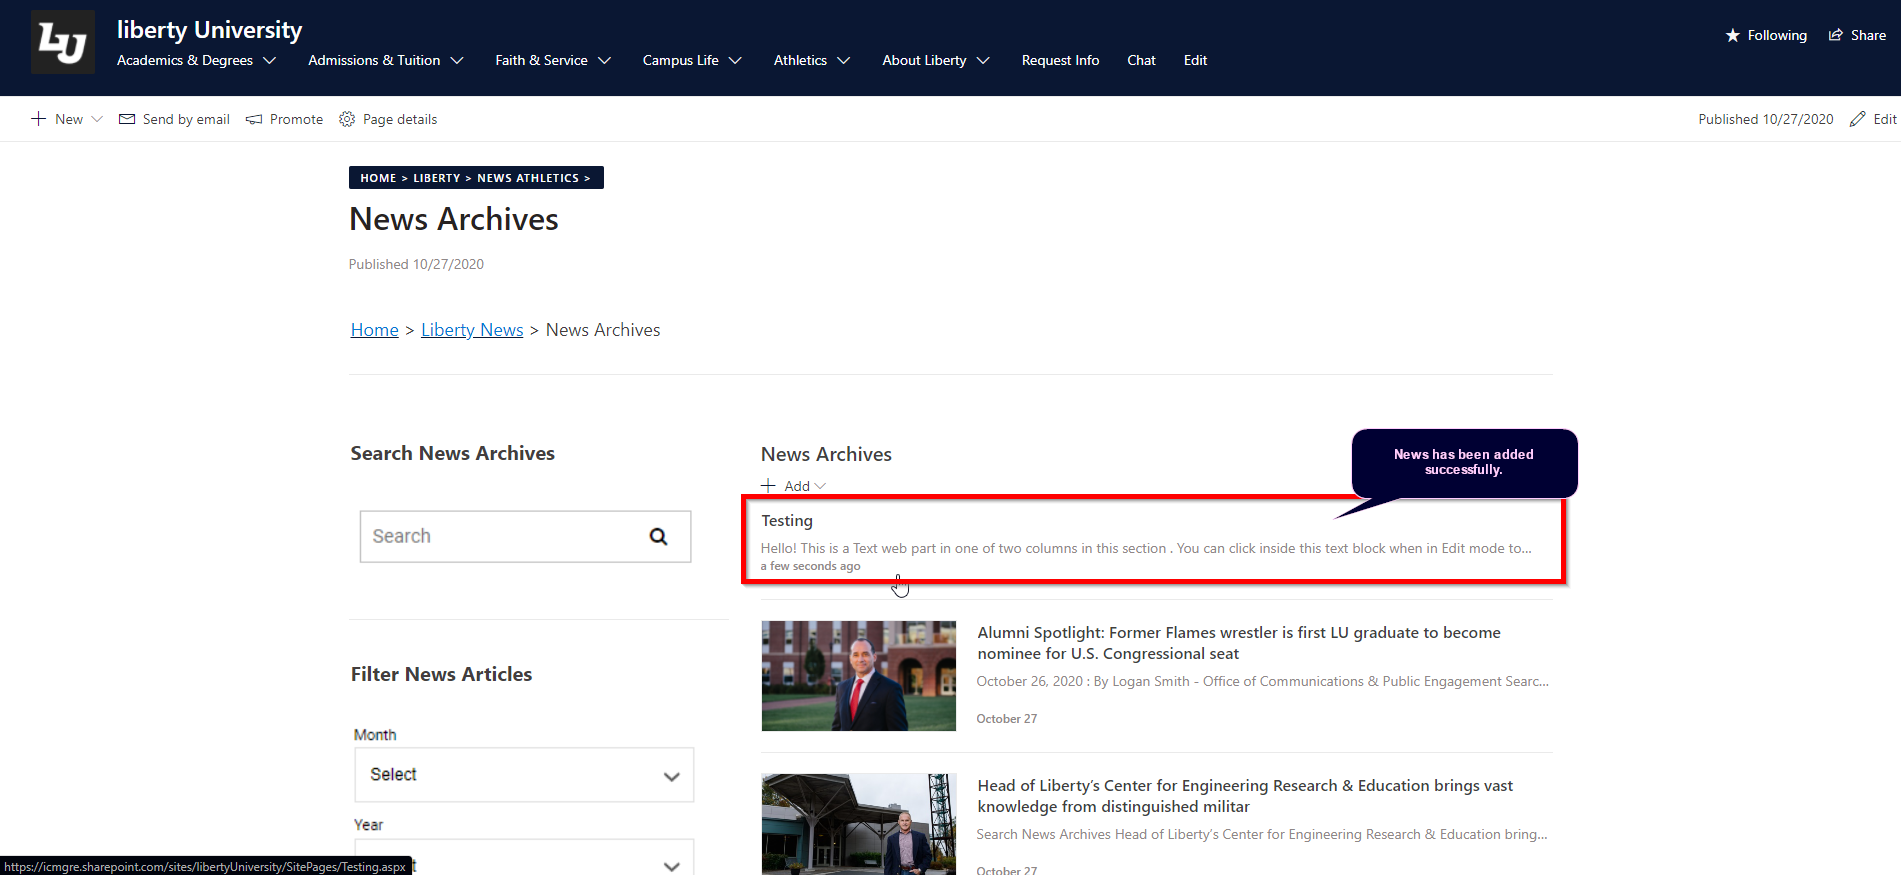 LU
liberty University
Academics & Degrees
Admissions & Tuition
Faith & Service
Campus Life
Athletics
About Liberty
Request Info
Chat
Edit
Following
Share
New
Send by email
Promote
Page details
Published 10/27/2020
Edit
HOME > LIBERTY > NEWS ATHLETICS >
News Archives
Published 10/27/2020
Home > Liberty News > News Archives
Search News Archives
Search
Filter News Articles
Month
Select
Year
News Archives
Add
News has been added
successfully.
Testing
Hello! This is a Text web part in one of two columns in this section . You can click inside this text block when in Edit mode to...
a few seconds ago
Alumni Spotlight: Former Flames wrestler is first LU graduate to become
nominee for U.S. Congressional seat
October 26, 2020 : By Logan Smith - Office of Communications & Public Engagement Searc...
October 27
Head of Liberty's Center for Engineering Research & Education brings vast
knowledge from distinguished militar
Search News Archives Head of Liberty's Center for Engineering Research & Education bring...
October 27
https://icmgre.sharepoint.com/sites/libertyUniversity/SitePages/Testing.aspx